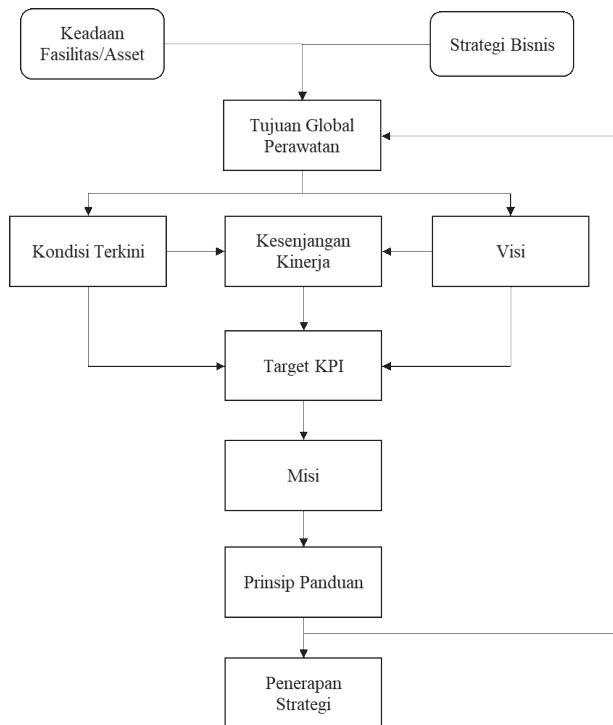 Keadaan
Fasilitas/Asset
Strategi Bisnis
Tujuan Global
Perawatan
Kondisi Terkini
Kesenjangan
Kinerja
Visi
Target KPI
Misi
Prinsip Panduan
Penerapan
Strategi